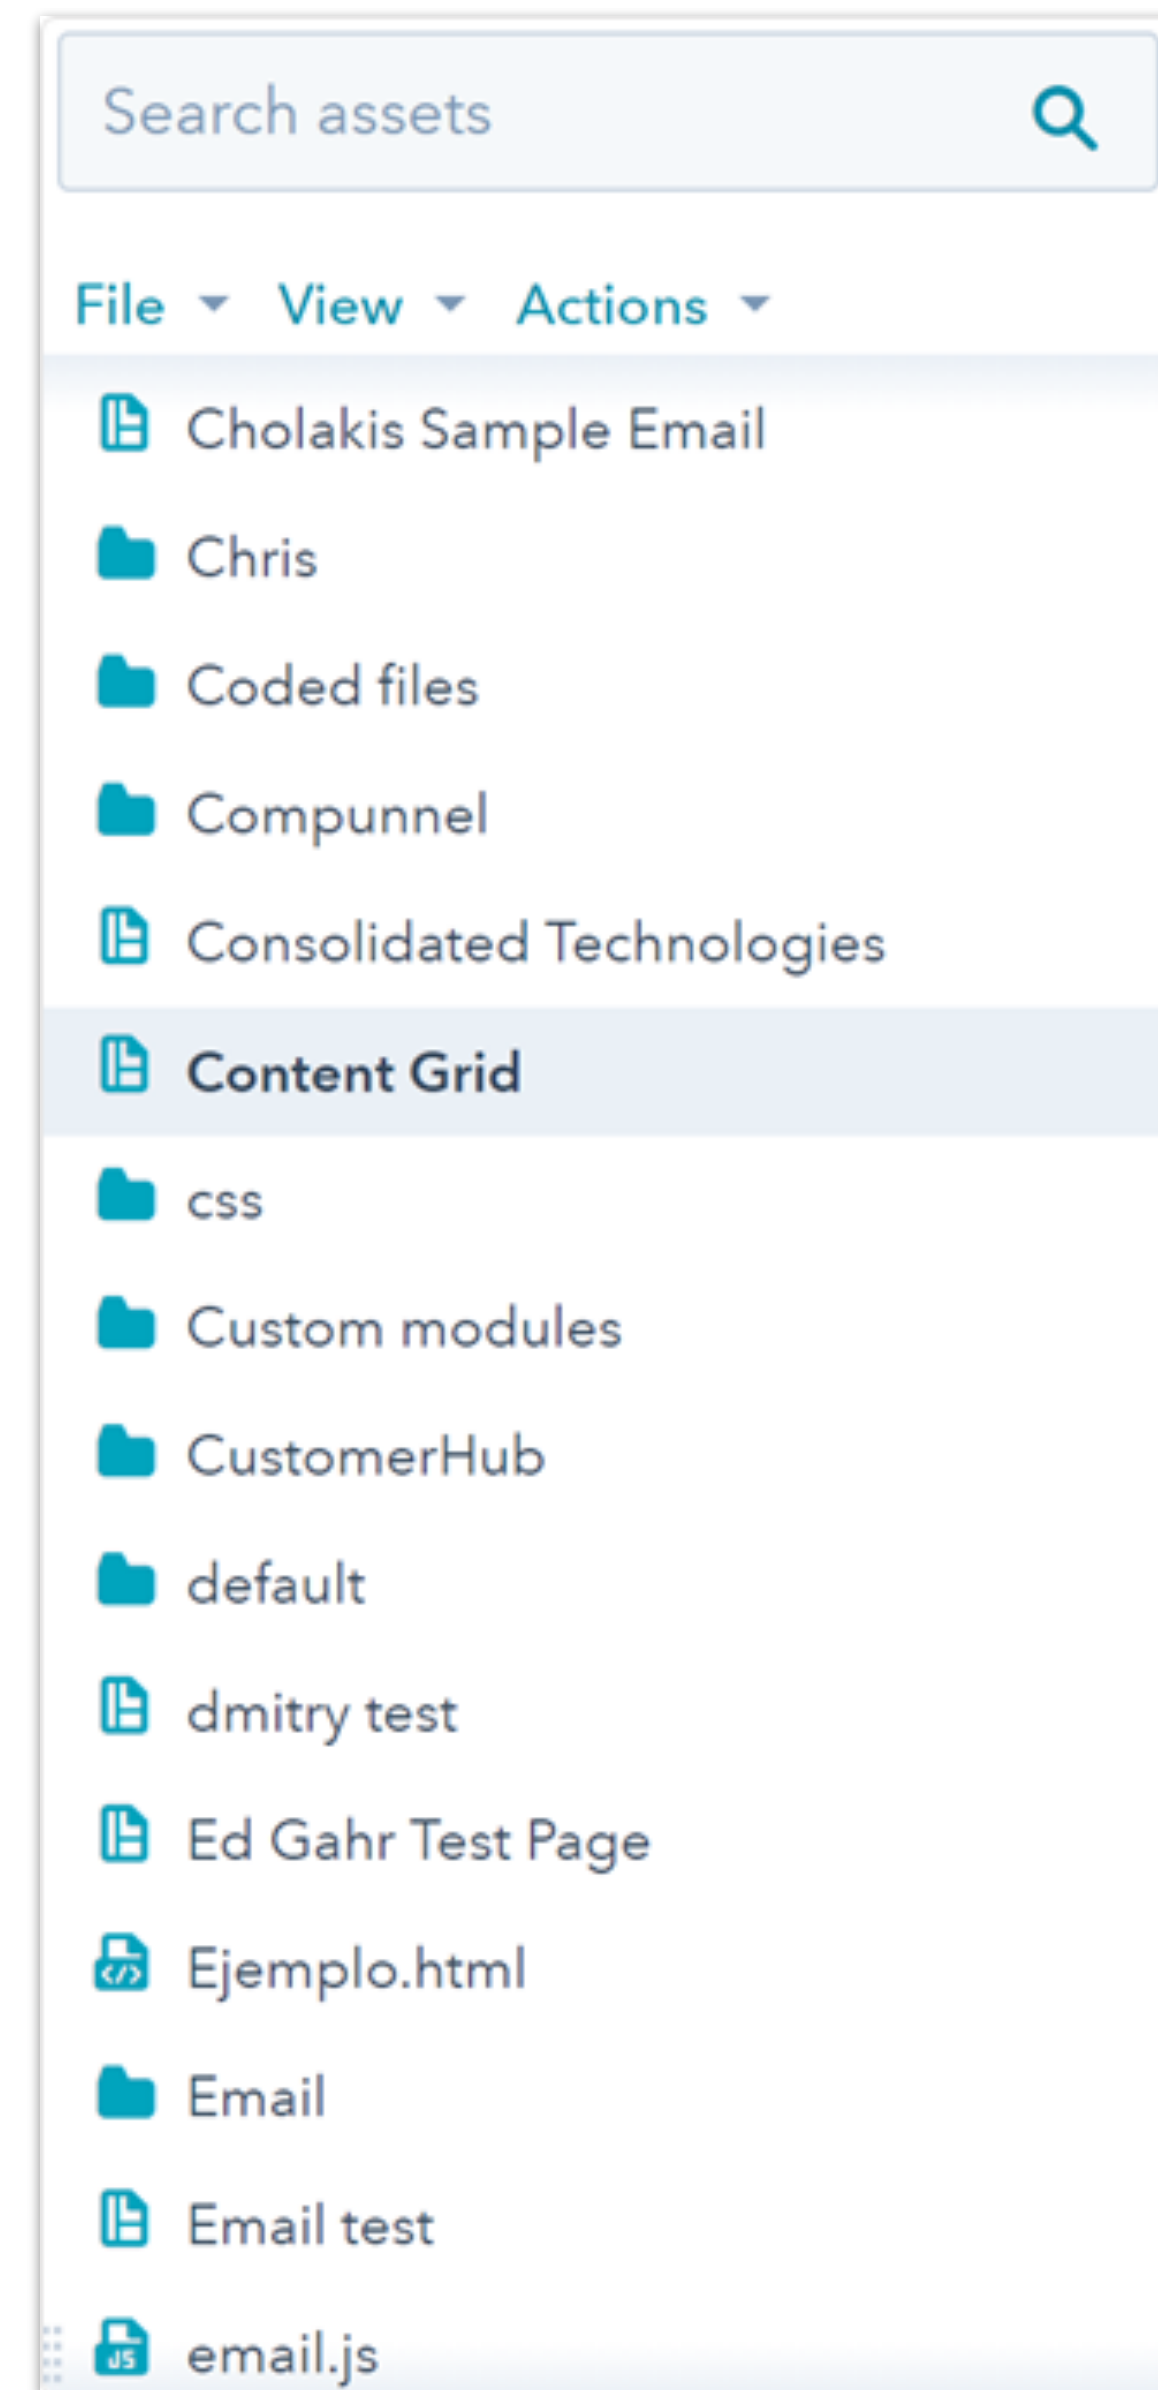 Search assets
File View Actions
Cholakis Sample Email
Chris
Coded files
Compunnel
Consolidated Technologies
Content Grid
css
Custom modules
CustomerHub
default
dmitry test
Ed Gahr Test Page
</> Ejemplo.html
Email
Email test
JS email.js